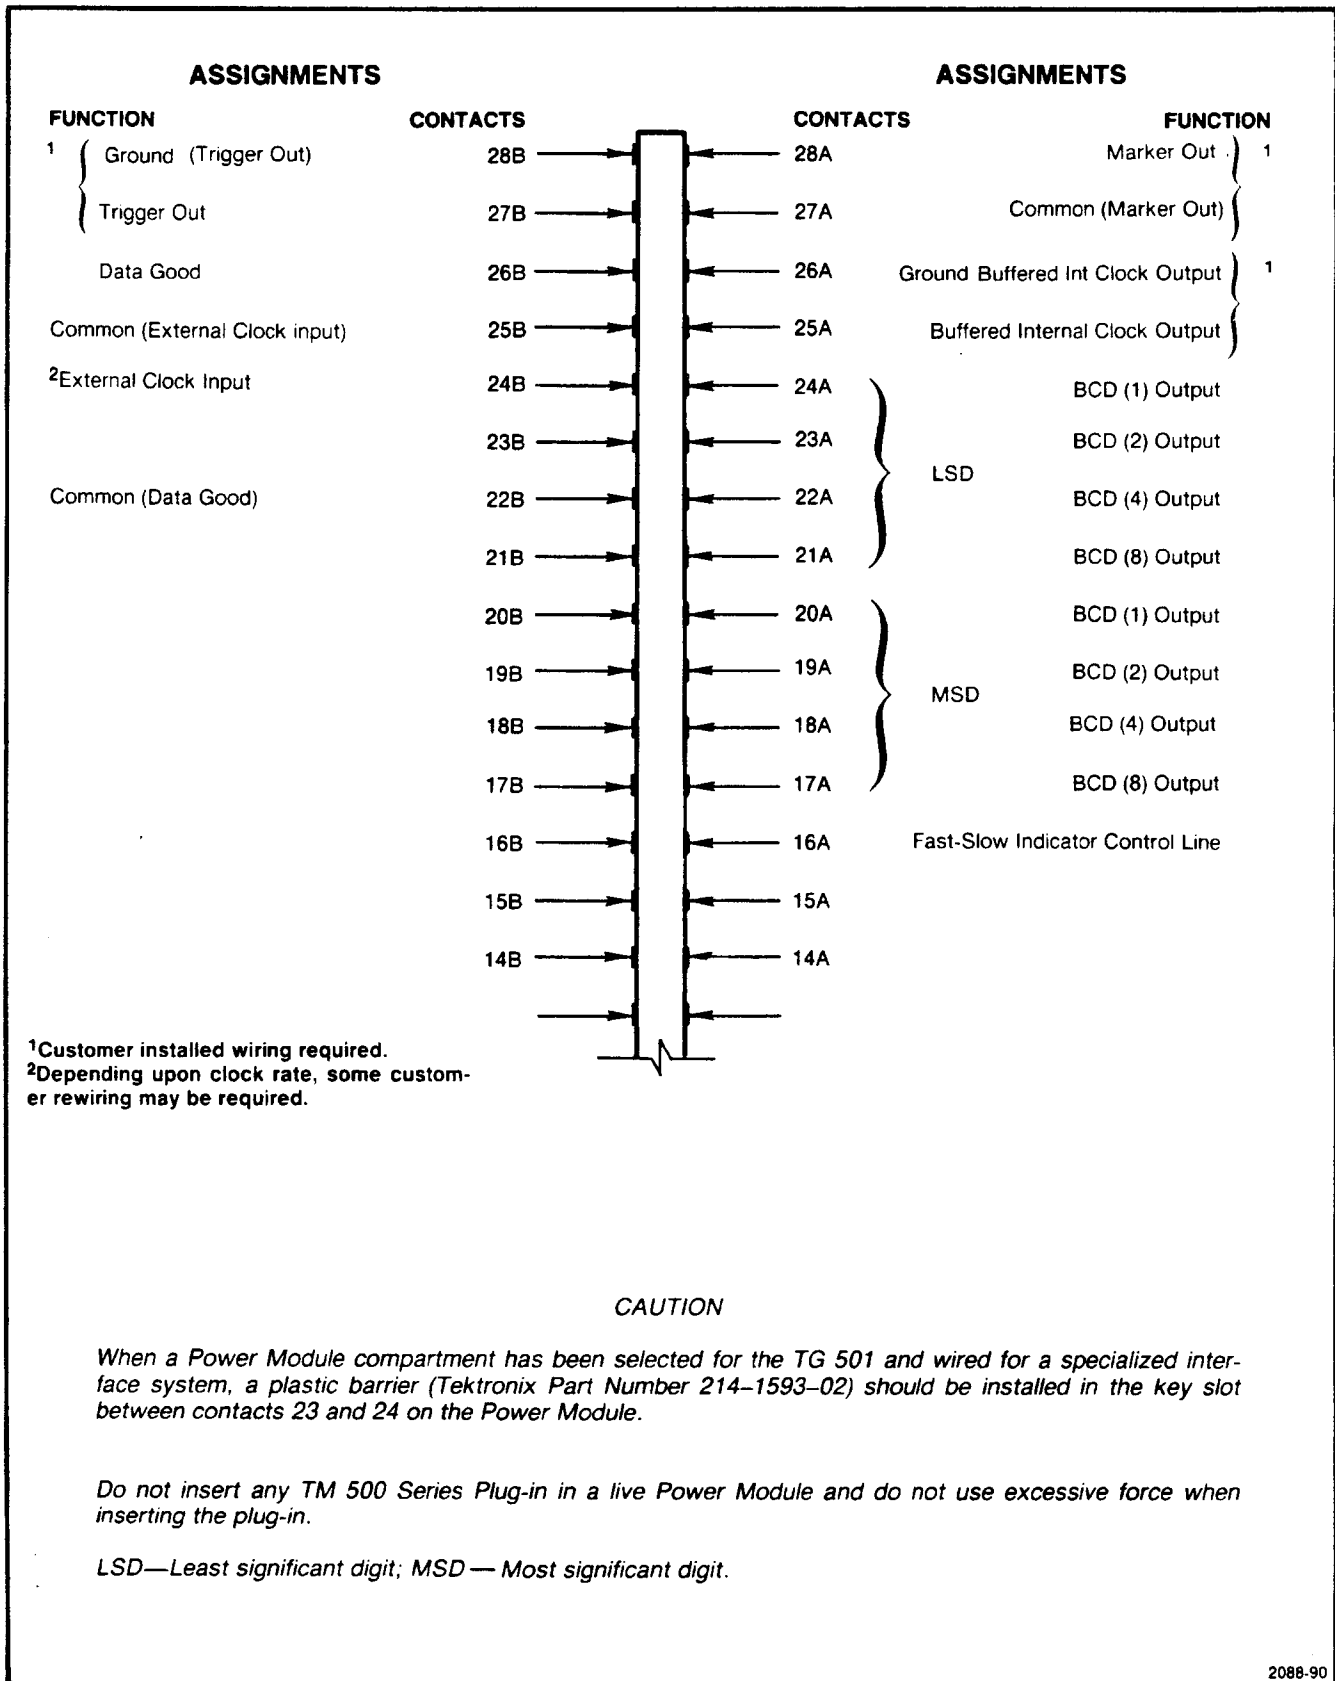 ASSIGNMENTS ASSIGNMENTS
FUNCTION CONTACTS CONTACTS FUNCTION
1 Ground (Trigger Out) 28B 28A Marker Out 1
Trigger Out 27B 27A Common (Marker Out)
Data Good 26B 26A Ground Buffered Int Clock Output 1
Common (External Clock input) 25B 25A Buffered Internal Clock Output
2External Clock Input 24B 24A BCD (1) Output
23B 23A BCD (2) Output
LSD
Common (Data Good) 22B 22A BCD (4) Output
21B 21A BCD (8) Output
20B 20A BCD (1) Output
19B 19A BCD (2) Output
MSD
18B 18A BCD (4) Output
17B 17A BCD (8) Output
16B 16A Fast-Slow Indicator Control Line
15B 15A
14B 14A
1Customer installed wiring required.
2Depending upon clock rate, some custom-
er rewiring may be required.
CAUTION
When a Power Module compartment has been selected for the TG 501 and wired for a specialized inter-
face system, a plastic barrier (Tektronix Part Number 214–1593–02) should be installed in the key slot
between contacts 23 and 24 on the Power Module.
Do not insert any TM 500 Series Plug-in in a live Power Module and do not use excessive force when
inserting the plug-in.
LSD—Least significant digit; MSD — Most significant digit.
2088-90